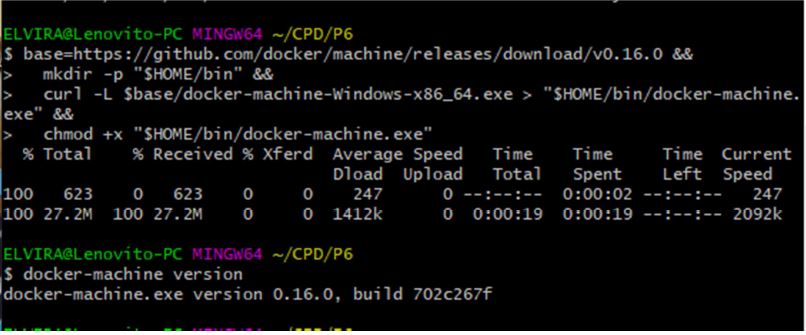 ELVIRA@Lenovito-PC MINGW64 ~/CPD/P6
$ base=https://github.com/docker/machine/releases/download/v0.16.0 &&
>   mkdir -p "$HOME/bin" &&
>   curl -L $base/docker-machine-Windows-x86_64.exe > "$HOME/bin/docker-machine.
exe" &&
>   chmod +x "$HOME/bin/docker-machine.exe"
  % Total    % Received % Xferd  Average Speed   Time    Time     Time  Current
                                 Dload  Upload   Total   Spent    Left  Speed
100   623    0   623    0     0    247      0 --:--:--  0:00:02 --:--:--   247
100 27.2M  100 27.2M    0     0  1412k      0  0:00:19  0:00:19 --:--:-- 2092k
ELVIRA@Lenovito-PC MINGW64 ~/CPD/P6
$ docker-machine version
docker-machine.exe version 0.16.0, build 702c267f